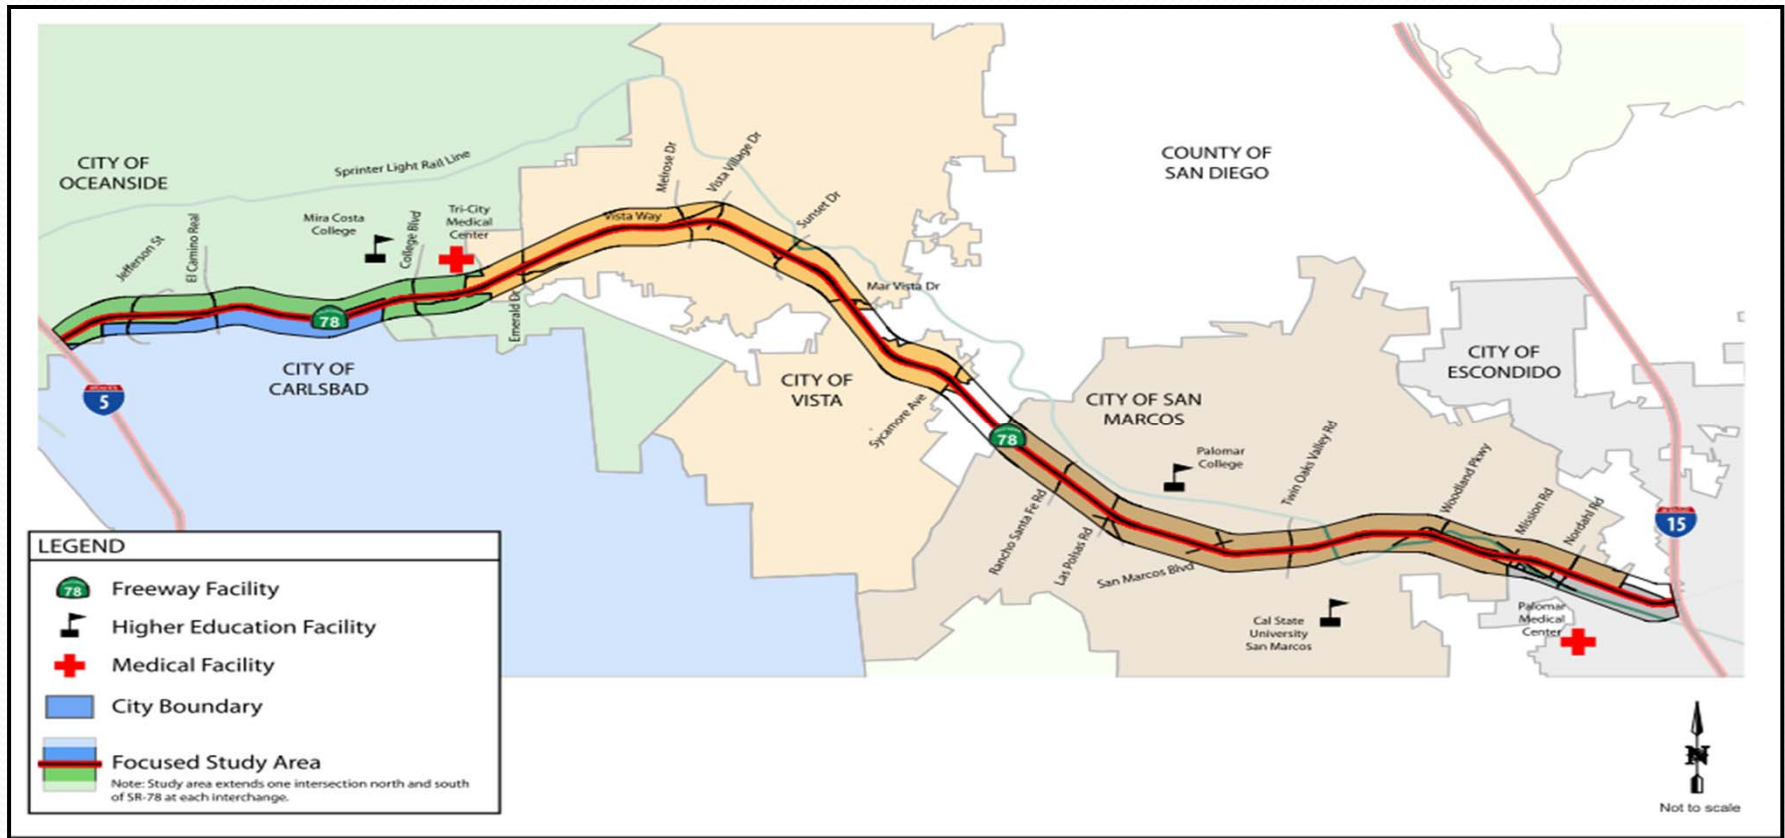 CITY OF
OCEANSIDE
Sprinter Light Rail Line
Jefferson St
El Camino Real
Mira Costa
College
College Blvd
Tri-City
Medical
Center
Emerald Dr
Vista Way
Melrose Dr
Vista Village Dr
Sunset Dr
Mar Vista Dr
COUNTY OF
SAN DIEGO
78
CITY OF
CARLSBAD
5
CITY OF
VISTA
Sycamore Ave
78
CITY OF SAN
MARCOS
CITY OF
ESCONDIDO
Palomar
College
Twin Oaks Valley Rd
Woodland Pkwy
Mission Rd
Nordahl Rd
15
Rancho Santa Fe Rd
Las Polsas Rd
San Marcos Blvd
Cal State
University
San Marcos
Palomar
Medical
Center
LEGEND
78
Freeway Facility
Higher Education Facility
Medical Facility
City Boundary
Focused Study Area
Note: Study area extends one intersection north and south
of SR-78 at each interchange.
N
Not to scale